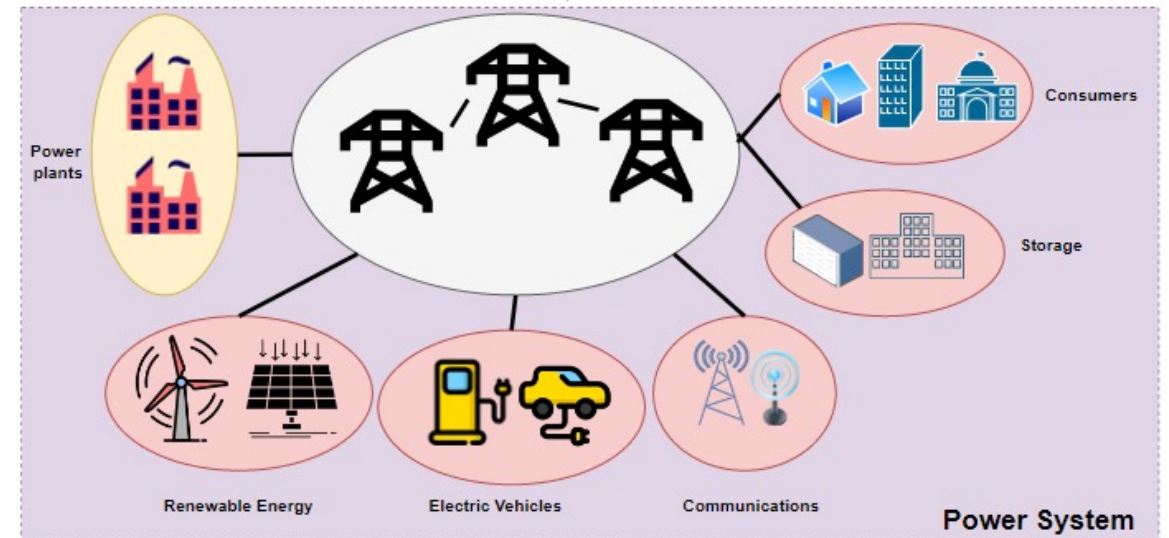 Power
plants
Consumers
Storage
Renewable Energy
Electric Vehicles
Communications
Power System